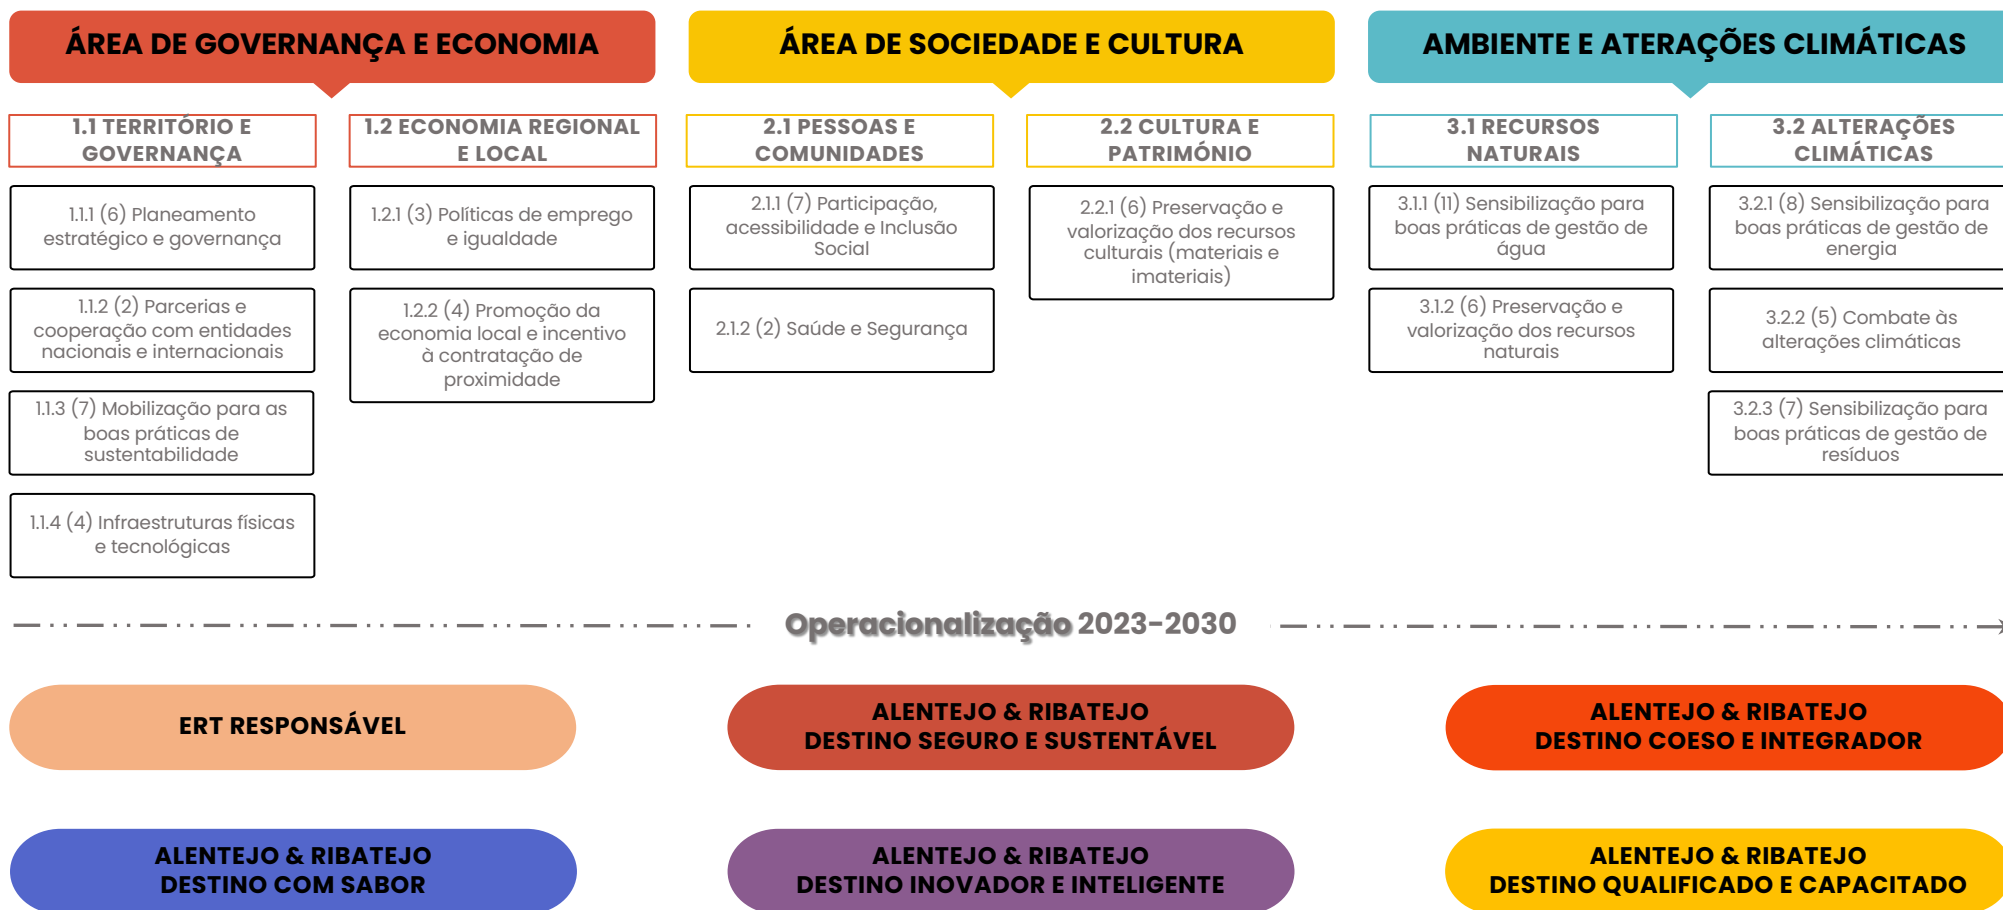 ÁREA DE GOVERNANÇA E ECONOMIA
1.1 TERRITÓRIO E
GOVERNANÇA
1.1.1 (6) Planeamento
estratégico e governança
1.1.2 (2) Parcerias e
cooperação com entidades
nacionais e internacionais
1.1.3 (7) Mobilização para as
boas práticas de
sustentabilidade
1.1.4 (4) Infraestruturas físicas
e tecnológicas
1.2 ECONOMIA REGIONAL
E LOCAL
1.2.1 (3) Políticas de emprego
e igualdade
1.2.2 (4) Promoção da
economia local e incentivo
à contratação de
proximidade
ÁREA DE SOCIEDADE E CULTURA
2.1 PESSOAS E
COMUNIDADES
2.1.1 (7) Participação,
acessibilidade e Inclusão
Social
2.1.2 (2) Saúde e Segurança
2.2 CULTURA E
PATRIMÓNIO
2.2.1 (6) Preservação e
valorização dos recursos
culturais (materiais e
imateriais)
AMBIENTE E ATERAÇÕES CLIMÁTICAS
3.1 RECURSOS
NATURAIS
3.1.1 (11) Sensibilização para
boas práticas de gestão de
água
3.1.2 (6) Preservação e
valorização dos recursos
naturais
3.2 ALTERAÇÕES
CLIMÁTICAS
3.2.1 (8) Sensibilização para
boas práticas de gestão de
energia
3.2.2 (5) Combate às
alterações climáticas
3.2.3 (7) Sensibilização para
boas práticas de gestão de
resíduos
Operacionalização 2023-2030
ERT RESPONSÁVEL
ALENTEJO & RIBATEJO
DESTINO SEGURO E SUSTENTÁVEL
ALENTEJO & RIBATEJO
DESTINO COESO E INTEGRADOR
ALENTEJO & RIBATEJO
DESTINO COM SABOR
ALENTEJO & RIBATEJO
DESTINO INOVADOR E INTELIGENTE
ALENTEJO & RIBATEJO
DESTINO QUALIFICADO E CAPACITADO